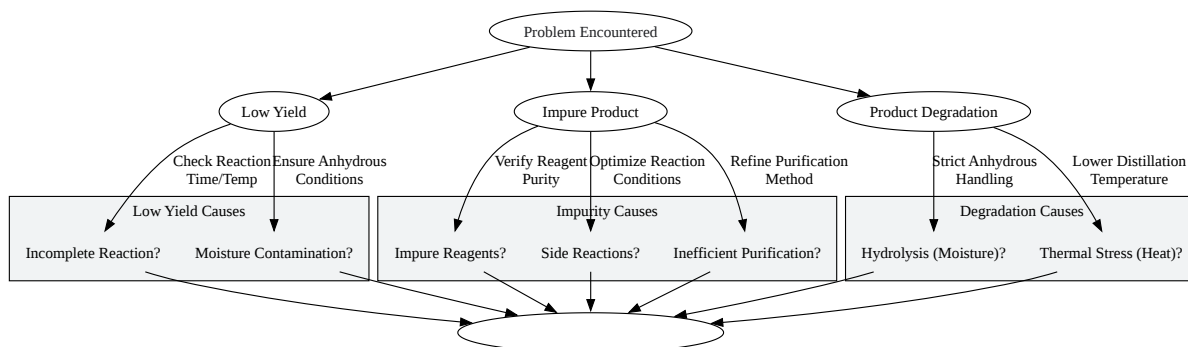 Problem Encountered
Low Yield
Impure Product
Product Degradation
Check Reaction
Time/Temp
Ensure Anhydrous
Conditions
Verify Reagent
Purity
Optimize Reaction
Conditions
Refine Purification
Method
Strict Anhydrous
Handling
Lower Distillation
Temperature
Low Yield Causes
Impurity Causes
Degradation Causes
Incomplete Reaction?
Moisture Contamination?
Impure Reagents?
Side Reactions?
Inefficient Purification?
Hydrolysis (Moisture)?
Thermal Stress (Heat)?